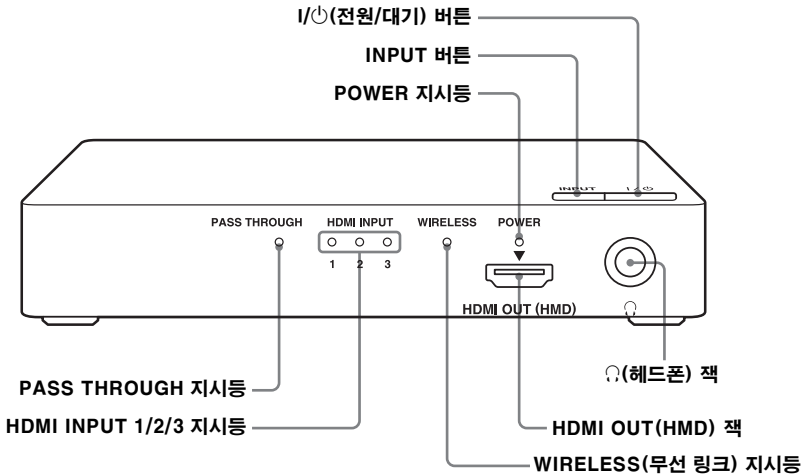 I/⏻(전원/대기) 버튼
INPUT 버튼
POWER 지시등
INPUT I/⏻
PASS THROUGH HDMI INPUT WIRELESS POWER
1 2 3
HDMI OUT (HMD)
PASS THROUGH 지시등
🎧(헤드폰) 잭
HDMI INPUT 1/2/3 지시등
HDMI OUT(HMD) 잭
WIRELESS(무선 링크) 지시등